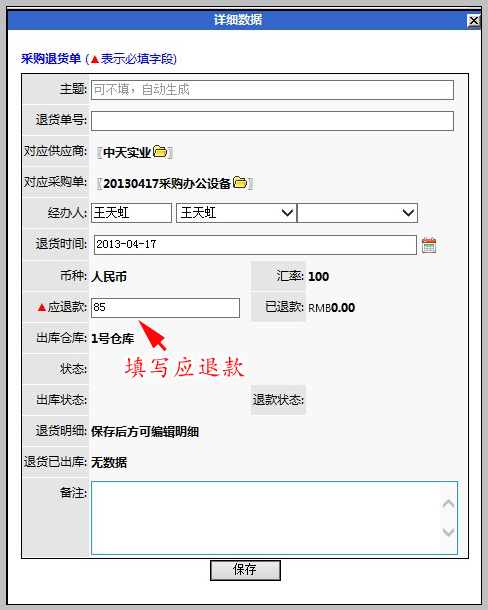 详细数据
采购退货单 (▲表示必填字段)
主题: 可不填，自动生成
退货单号:
对应供应商: 〖中天实业〗
对应采购单: 〖20130417采购办公设备〗
经办人: 王天虹 王天虹
退货时间: 2013-04-17
币种: 人民币 汇率: 100
▲应退款: 85 已退款: RMB0.00
出库仓库: 1号仓库
填写应退款
状态:
出库状态: 退款状态:
退货明细: 保存后方可编辑明细
退货已出库: 无数据
备注:
保存